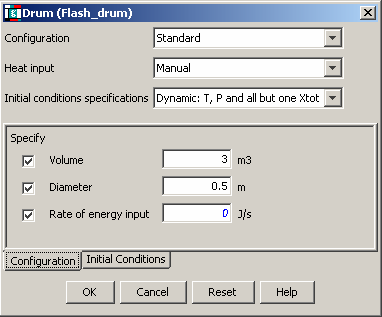 Drum (Flash_drum)
Configuration Standard
Heat input Manual
Initial conditions specifications Dynamic: T, P and all but one Xtot
Specify
Volume 3 m3
Diameter 0.5 m
Rate of energy input 0 J/s
Configuration Initial Conditions
OK Cancel Reset Help